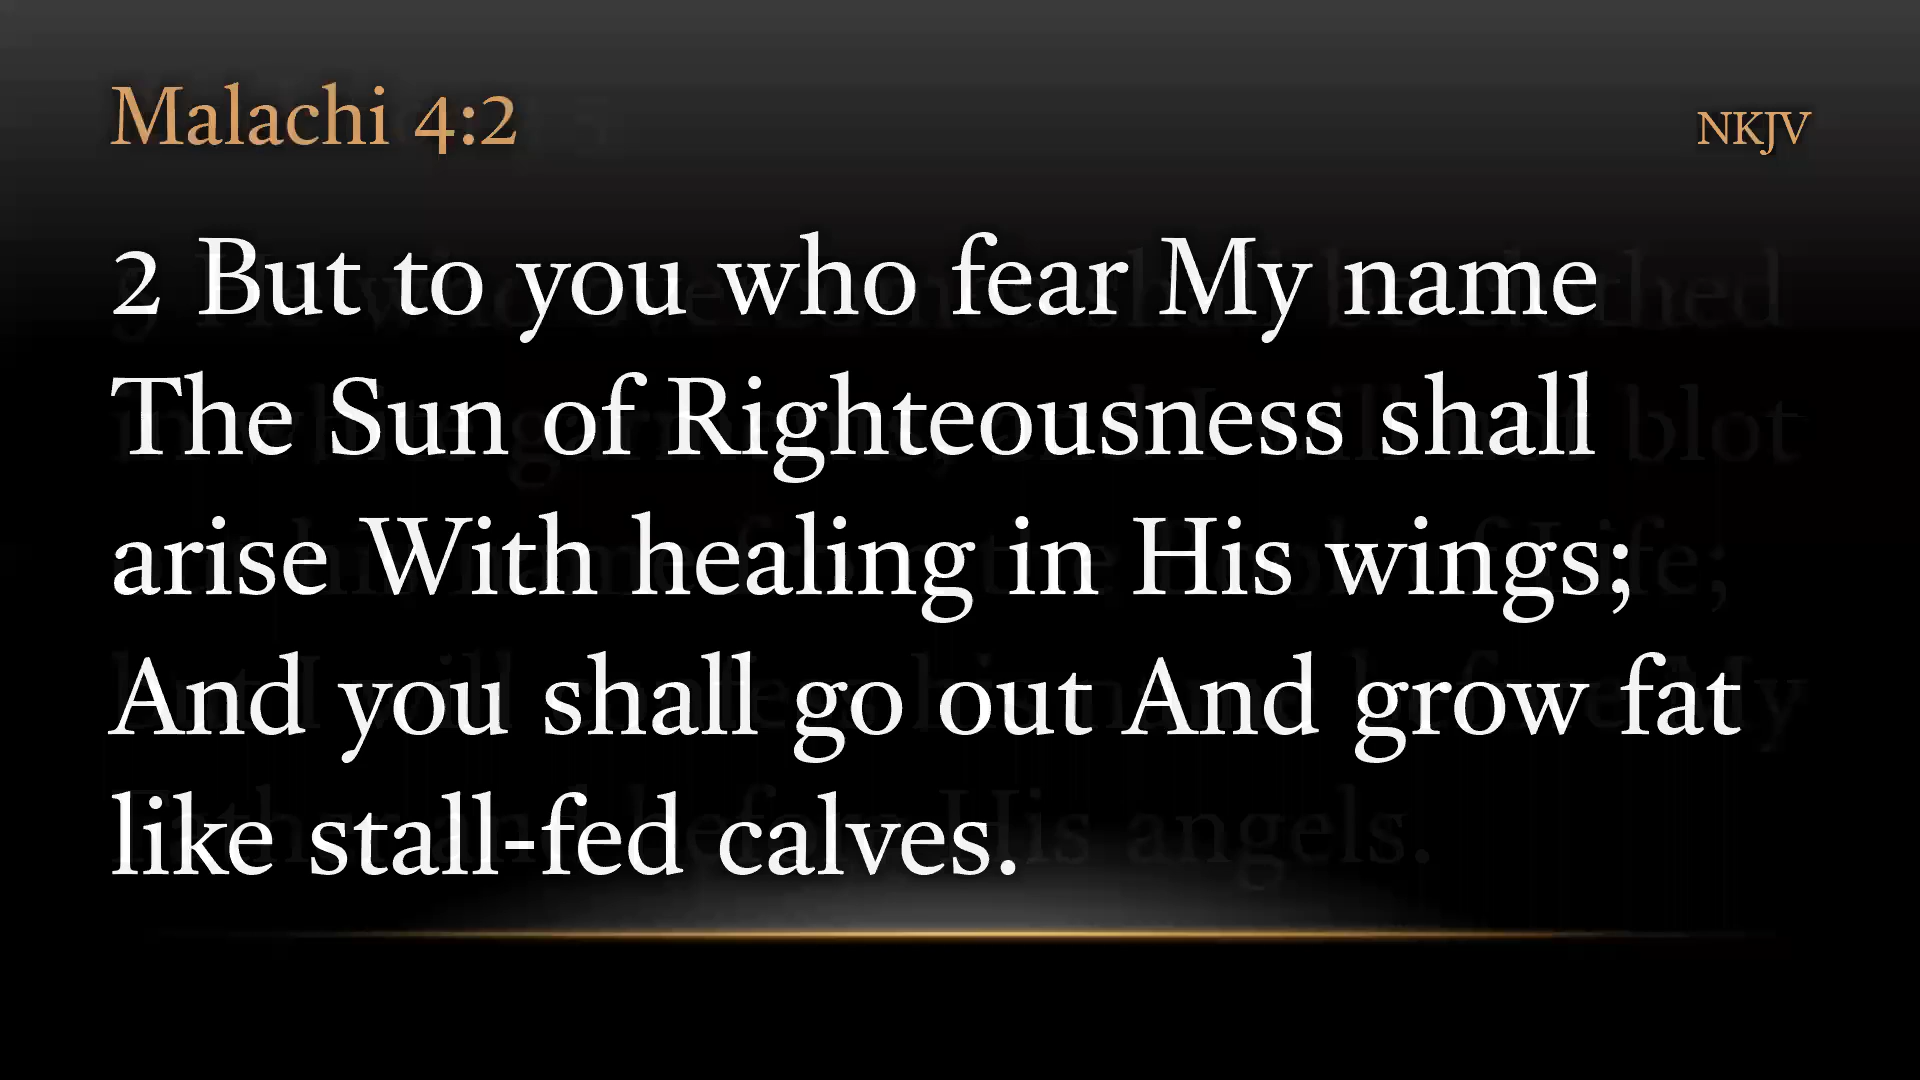 Malachi 4:2
NKJV
2 But to you who fear My name
The Sun of Righteousness shall
arise With healing in His wings;
And you shall go out And grow fat
like stall-fed calves.